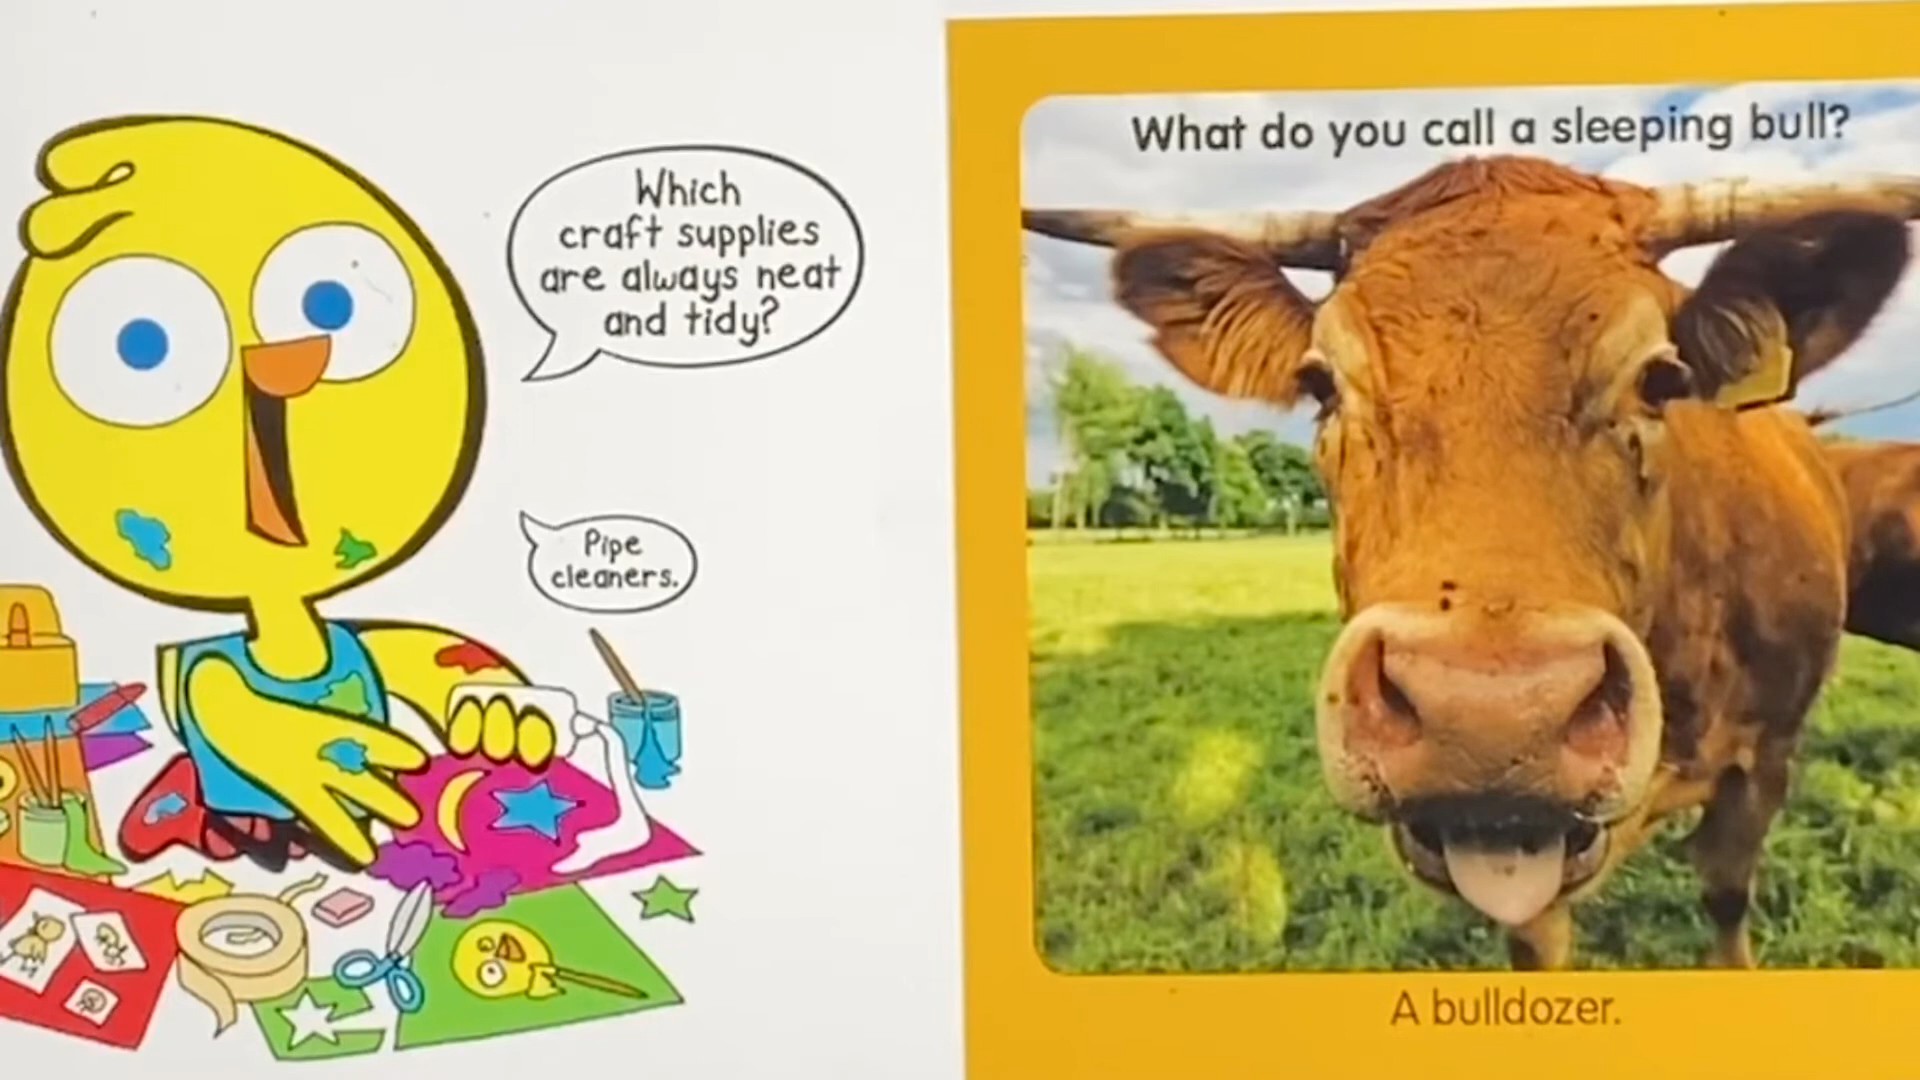 Which
craft supplies
are always neat
and tidy?
Pipe
cleaners.
What do you call a sleeping bull?
A bulldozer.